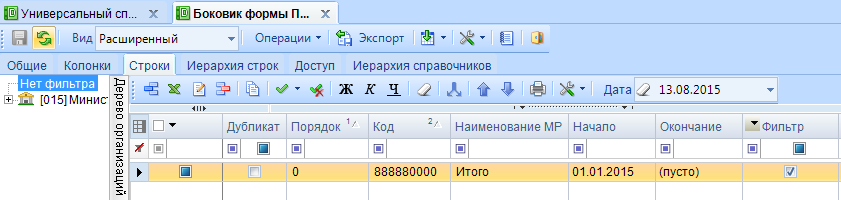 Универсальный сп... Боковик формы П...
Вид Расширенный Операции Экспорт
Общие Колонки Строки Иерархия строк Доступ Иерархия справочников
Нет фильтра
[015] Минист
Дерево организаций
Ж К Ч Дата 13.08.2015
Дубликат Порядок 1 Код 2 Наименование МР Начало Окончание Фильтр
0 888880000 Итого 01.01.2015 (пусто)